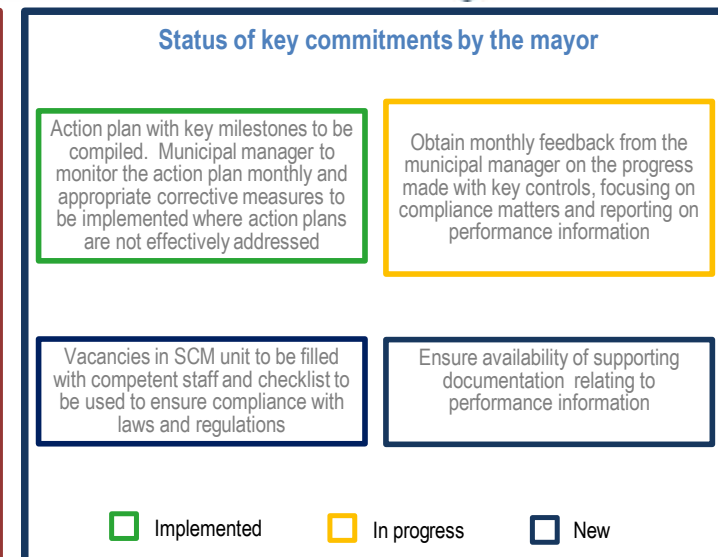 Status of key commitments by the mayor
Action plan with key milestones to be
compiled. Municipal manager to
monitor the action plan monthly and
appropriate corrective measures to
be implemented where action plans
are not effectively addressed
Obtain monthly feedback from the
municipal manager on the progress
made with key controls, focusing on
compliance matters and reporting on
performance information
Vacancies in SCM unit to be filled
with competent staff and checklist to
be used to ensure compliance with
laws and regulations
Ensure availability of supporting
documentation relating to
performance information
Implemented
In progress
New